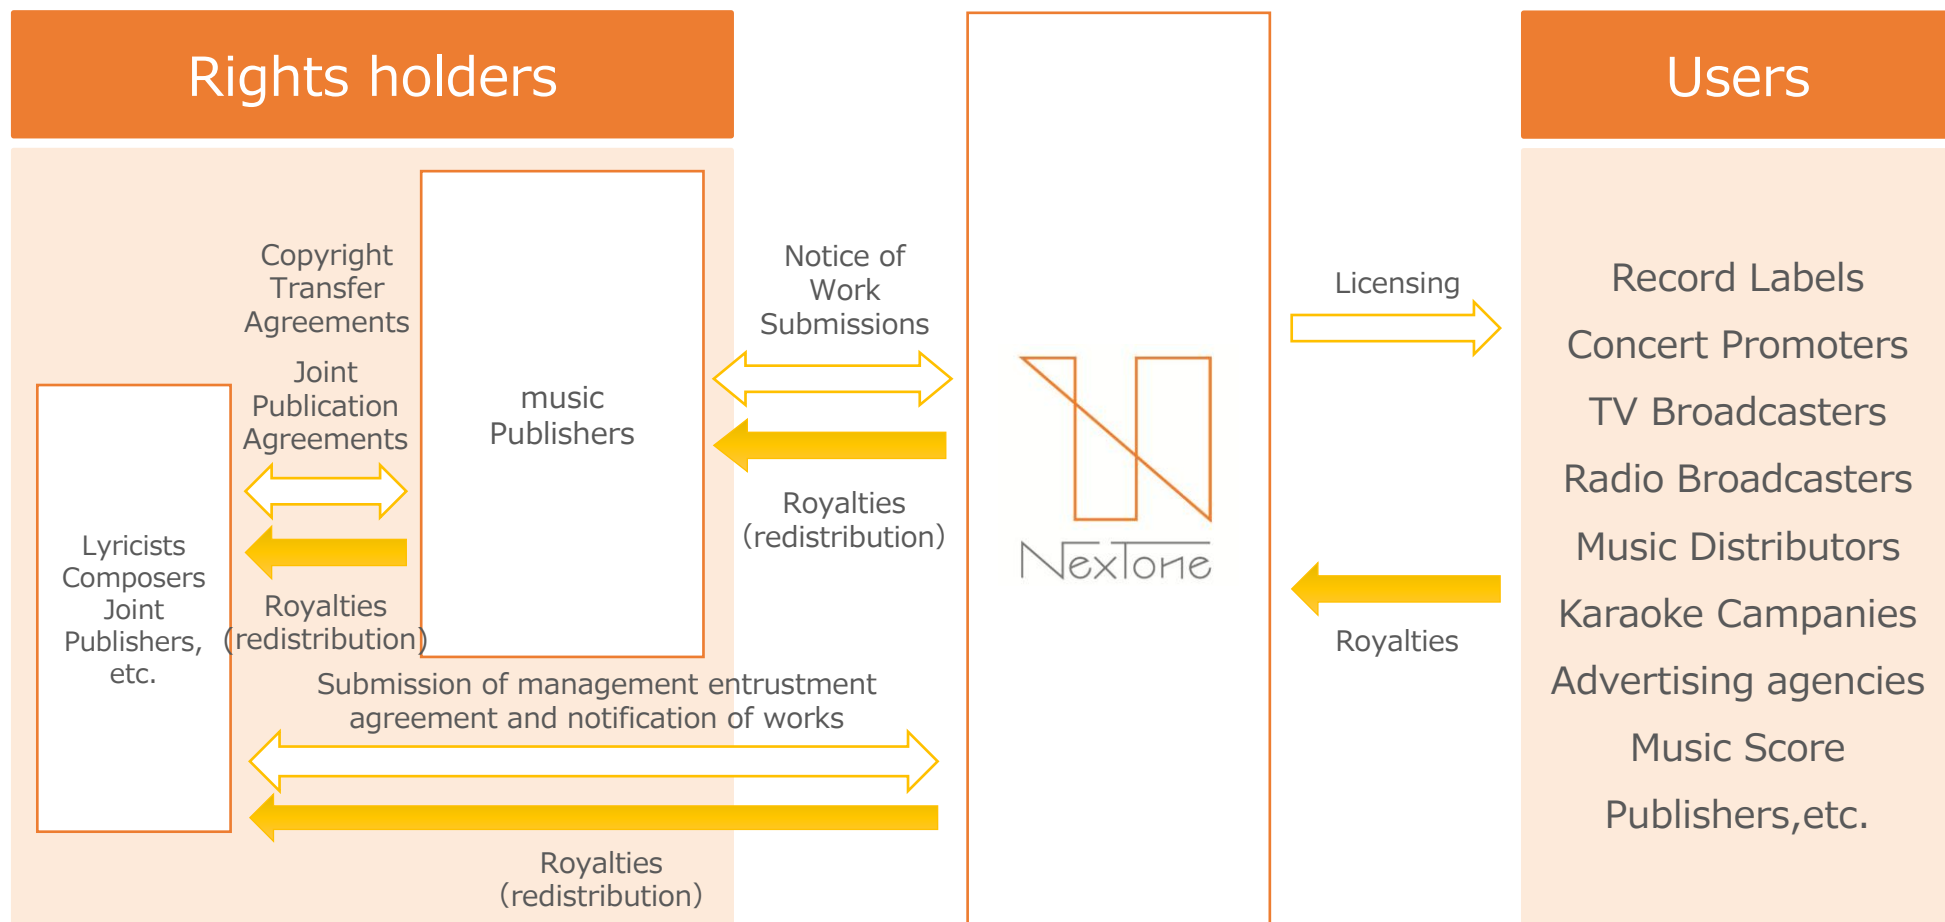 Rights holders
Users
Copyright
Transfer
Agreements
Joint
Publication
Agreements
Royalties
(redistribution)
Lyricists
Composers
Joint
Publishers,
etc.
music
Publishers
Notice of
Work
Submissions
Royalties
(redistribution)
Submission of management entrustment
agreement and notification of works
Royalties
(redistribution)
NexTone
Licensing
Royalties
Record Labels
Concert Promoters
TV Broadcasters
Radio Broadcasters
Music Distributors
Karaoke Campanies
Advertising agencies
Music Score
Publishers,etc.